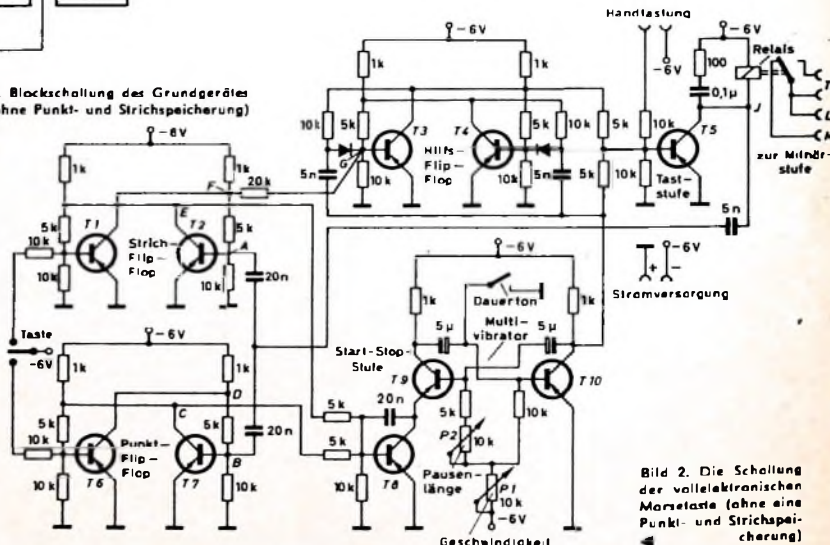 Blockschaltung des Grundgerätes
(ohne Punkt- und Strichspeicherung)
Handtastung
-6V
-6V
-6V
Relais
1k
1k
100
0,1µ
J
T
L
zur Mithör-
stufe
10k
5k
T3
T4
5k
10k
5k
10k
T5
G
Hilfs-
Flip-
Flop
5n
10k
10k
5n
5k
10k
Tast-
stufe
-6V
1k
1k
F
20k
5k
T1
E
T2
5k
A
10k
Strich-
Flip-
Flop
10k
10k
20n
5n
-6V
+
-
Stromversorgung
-6V
Dauerton
1k
1k
Multi-
vibrator
5µ
5µ
Taste
-6V
-6V
1k
1k
D
C
5k
5k
10k
Punkt-
Flip-
Flop
20n
B
10k
T6
T7
10k
Start-Stop-
Stufe
T9
T10
5k
20n
5k
10k
T8
5k
10k
P2
10k
Pausen-
länge
P1
10k
-6V
Geschwindigkeit
Bild 2. Die Schaltung
der vollelektronischen
Morsetaste (ohne eine
Punkt- und Strichspei-
cherung)